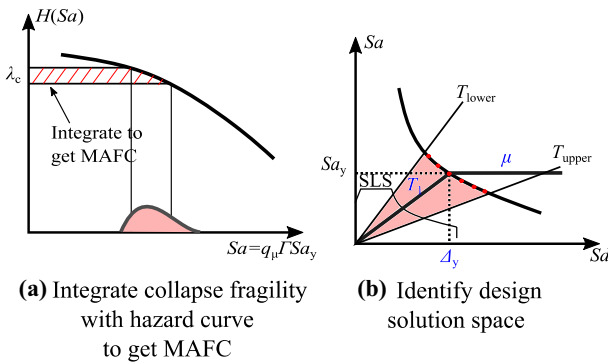 H(Sa)
λc
Integrate to
get MAFC
Sa=qμΓSay
(a) Integrate collapse fragility
with hazard curve
to get MAFC
Sa
Tlower
Tupper
Say
SLS
T1
μ
Δy
Sd
(b) Identify design
solution space